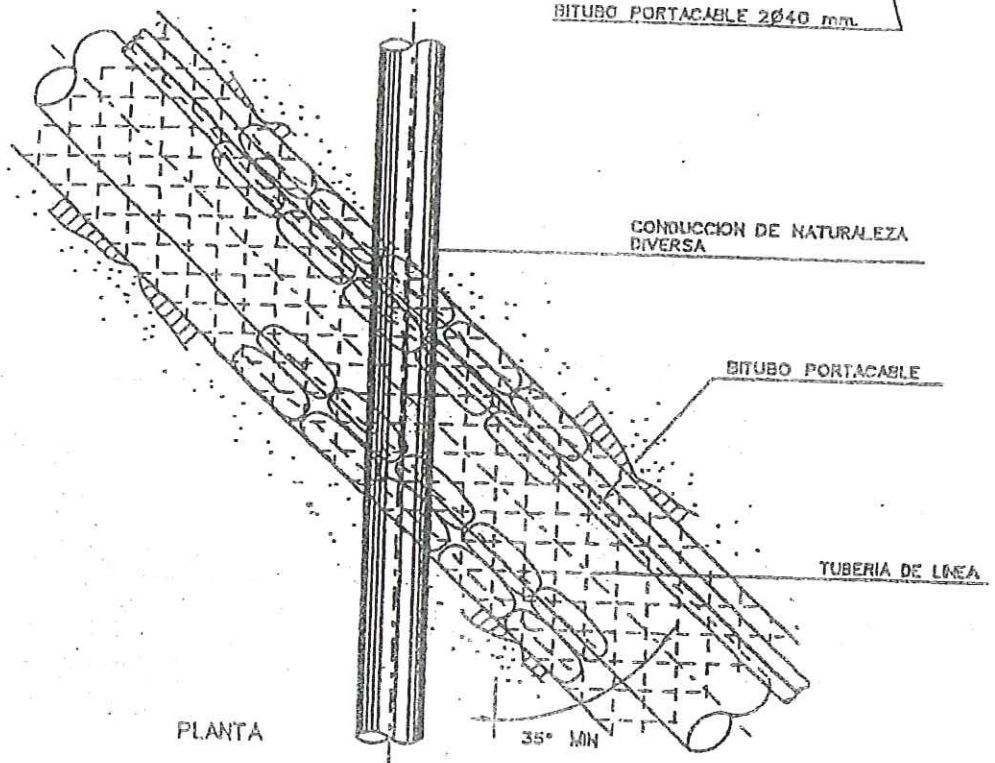 BITUBO PORTACABLE 2Ø40 mm.
CONDUCCION DE NATURALEZA
DIVERSA
BITUBO PORTACABLE
TUBERIA DE LINEA
35° MIN
PLANTA